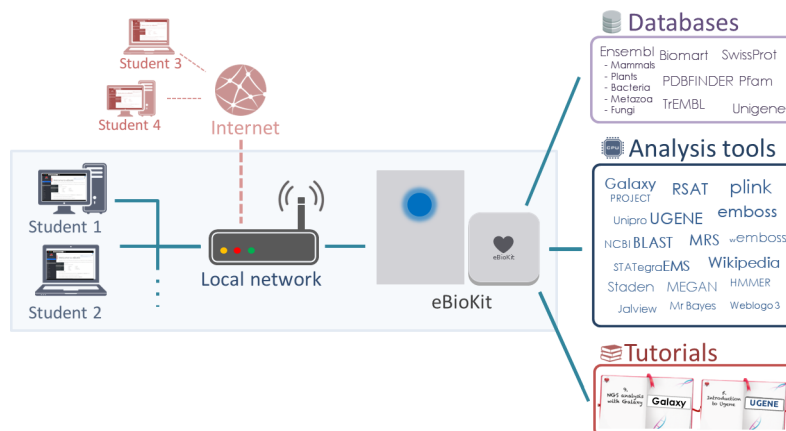 Student 3
Student 4
Internet
Student 1
Student 2
Local network
eBioKit
eBioKit
Databases
Ensembl Biomart SwissProt
- Mammals
- Plants
- Bacteria
- Metazoa
- Fungi
PDBFINDER Pfam
TrEMBL Unigene
CPU
Analysis tools
Galaxy PROJECT RSAT plink
Unipro UGENE emboss
NCBI BLAST MRS wemboss
STATegraEMS Wikipedia
Staden MEGAN HMMER
Jalview Mr Bayes Weblogo 3
Tutorials
9.
NGS analysis
with Galaxy
Galaxy
5.
Introduction
to Ugene
UGENE